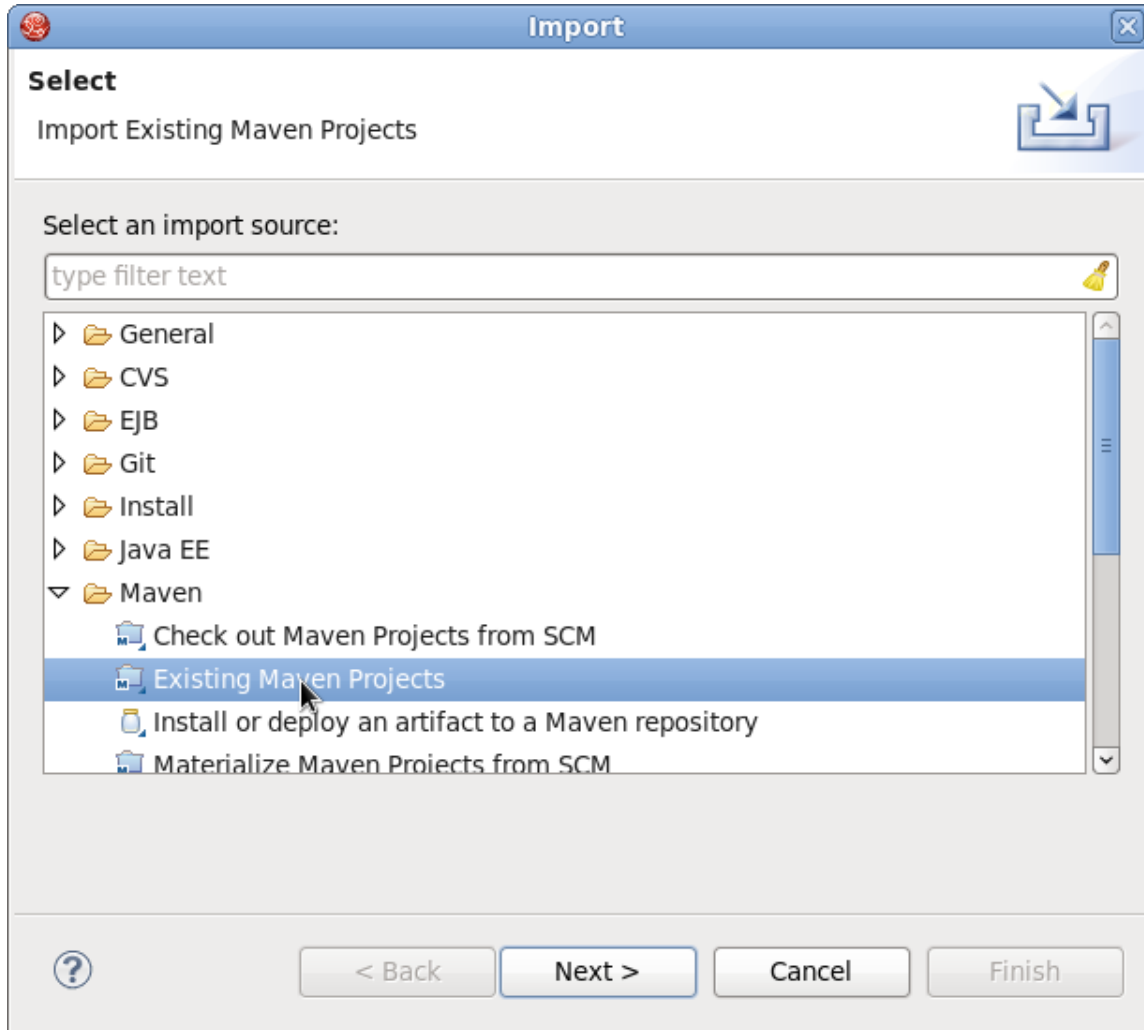 Import
Select
Import Existing Maven Projects
Select an import source:
type filter text
General
CVS
EJB
Git
Install
Java EE
Maven
Check out Maven Projects from SCM
Existing Maven Projects
Install or deploy an artifact to a Maven repository
Materialize Maven Projects from SCM
< Back
Next >
Cancel
Finish